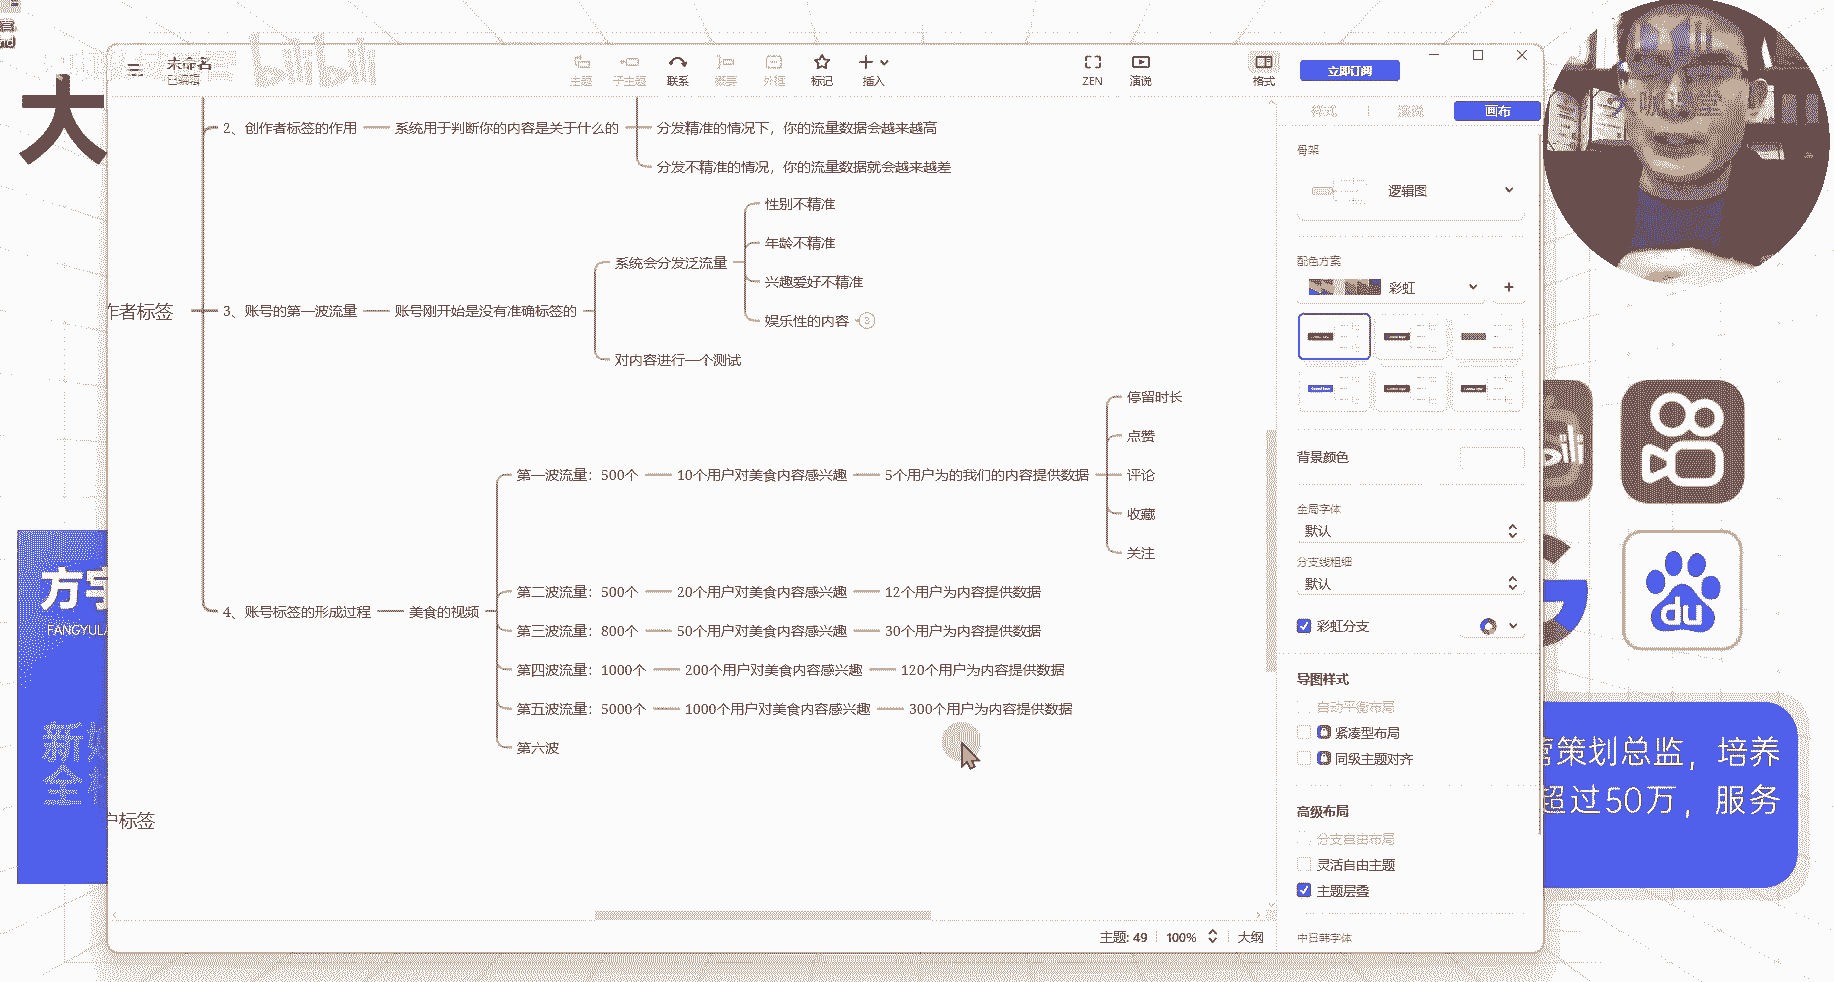 大
bilibili
未命名
已编辑
主题
子主题
联系
概要
外框
标记
插入
ZEN
演说
格式
立即订阅
样式
演说
画布
2、创作者标签的作用
系统用于判断你的内容是关于什么的
分发精准的情况下，你的流量数据会越来越高
分发不精准的情况，你的流量数据就会越来越差
作者标签
3、账号的第一波流量
账号刚开始是没有准确标签的
系统会分发泛流量
性别不精准
年龄不精准
兴趣爱好不精准
娱乐性的内容
3
对内容进行一个测试
4、账号标签的形成过程
美食的视频
第一波流量：500个
10个用户对美食内容感兴趣
5个用户为的我们的内容提供数据
停留时长
点赞
评论
收藏
关注
第二波流量：500个
20个用户对美食内容感兴趣
12个用户为内容提供数据
第三波流量：800个
50个用户对美食内容感兴趣
30个用户为内容提供数据
第四波流量：1000个
200个用户对美食内容感兴趣
120个用户为内容提供数据
第五波流量：5000个
1000个用户对美食内容感兴趣
300个用户为内容提供数据
第六波
户标签
骨架
逻辑图
配色方案
彩虹
背景颜色
全局字体
默认
分支线粗细
默认
彩虹分支
导图样式
自动平衡布局
紧凑型布局
同级主题对齐
高级布局
分支自由布局
灵活自由主题
主题层叠
中日韩字体
主题: 49
100%
大纲
方宇
FANGYULA
新
全
du
营策划总监，培养
超过50万，服务